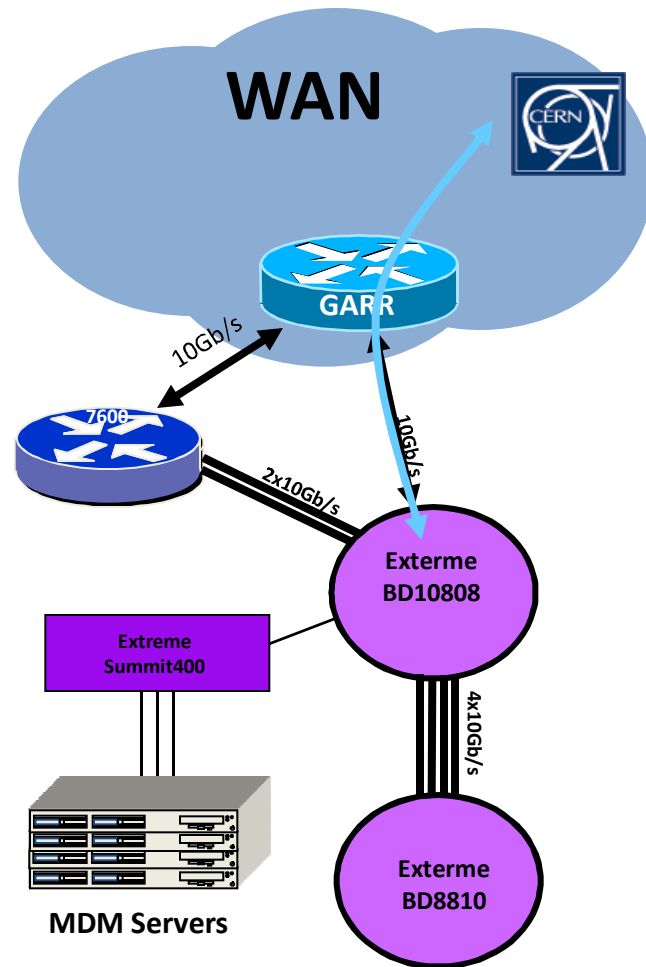 WAN
CERN
GARR
10Gb/s
7600
10Gb/s
2x10Gb/s
Exterme
BD10808
Extreme
Summit400
4x10Gb/s
Exterme
BD8810
MDM Servers